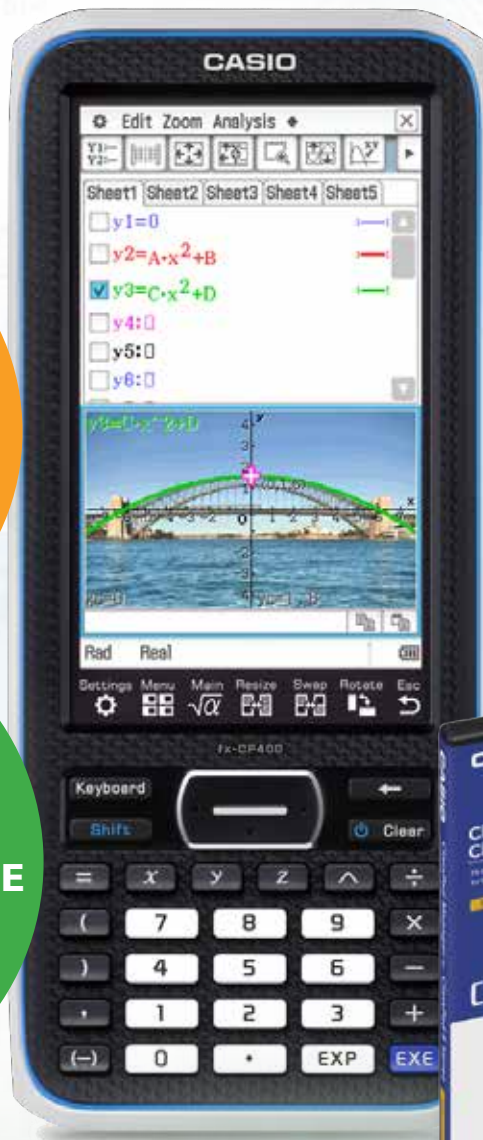 CASIO
Edit Zoom Analysis
Sheet1 Sheet2 Sheet3 Sheet4 Sheet5
y1=0
y2=A·x²+B
y3=C·x²+D
y4:▯
y5:▯
y6:▯
y3=C·x^2+D
Rad Real
Settings Menu Main Resize Swap Rotate Esc
√α
fx-CP400
Keyboard
Shift
Clear
E
= x y z ^ ÷
( 7 8 9 ×
) 4 5 6 −
, 1 2 3 +
(−) 0 · EXP EXE